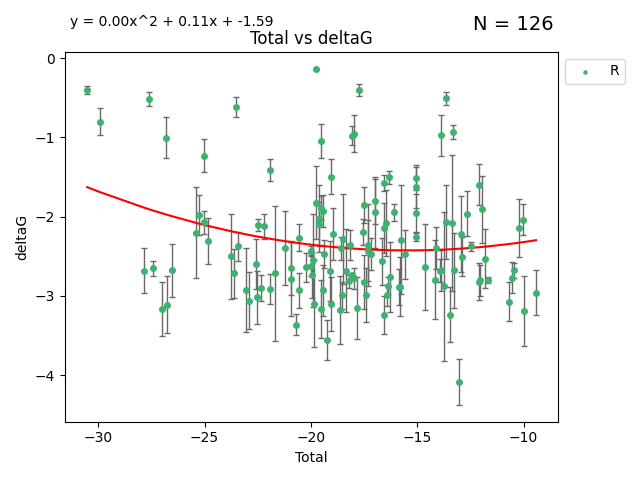 y = 0.00x^2 + 0.11x + -1.59
N = 126
Total vs deltaG
R
deltaG
0
−1
−2
−3
−4
−30
−25
−20
−15
−10
Total